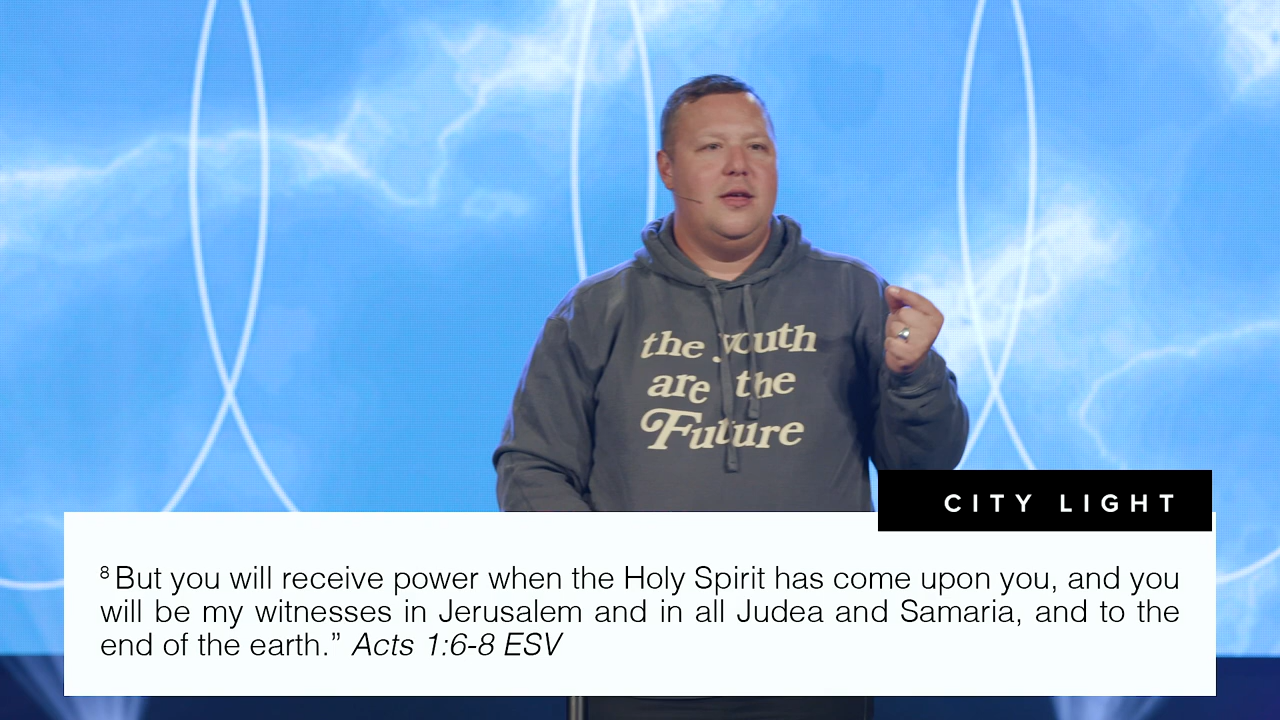 the youth
are the
Future
CITY LIGHT
⁸ But you will receive power when the Holy Spirit has come upon you, and you
will be my witnesses in Jerusalem and in all Judea and Samaria, and to the
end of the earth.” Acts 1:6-8 ESV